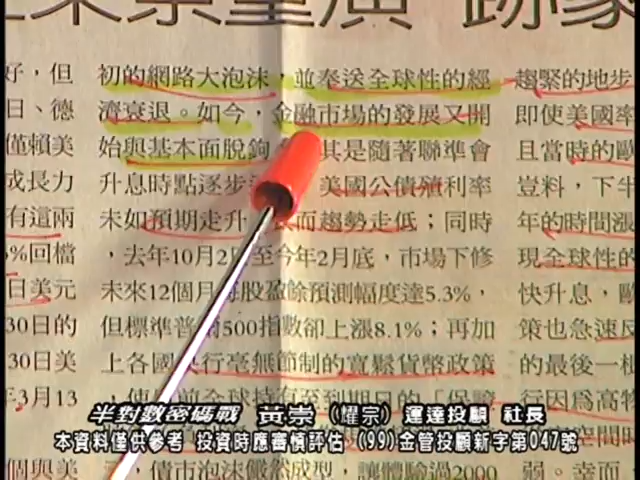 好，但
日、德
僅賴美
成長力
有這兩
%回檔
日美元
30日的
30日美
年3月13
初的網路大泡沫，並奉送全球性的經
濟衰退。如今，金融市場的發展又開
始與基本面脫鉤
其是隨著聯準會
升息時點逐步
美國公債殖利率
未如預期走升
而趨勢走低；同時
，去年10月2
至今年2月底，市場下修
未來12個月每股盈餘預測幅度達5.3%，
但標準普爾500指數卻上漲8.1%；再加
上各國央行毫無節制的寬鬆貨幣政策
債市泡沫儼然成型，讓體驗過2000
趨緊的地步
即使美國率
且當時的歐
豈料，下半
年的時間漲
現全球性的
快升息，歐
策也急速反
的最後一根
行因為高物
弱。幸而
半對數密碼戰 黃崇（耀宗） 運達投顧 社長
本資料僅供參考 投資時應審慎評估 (99)金管投顧新字第047號